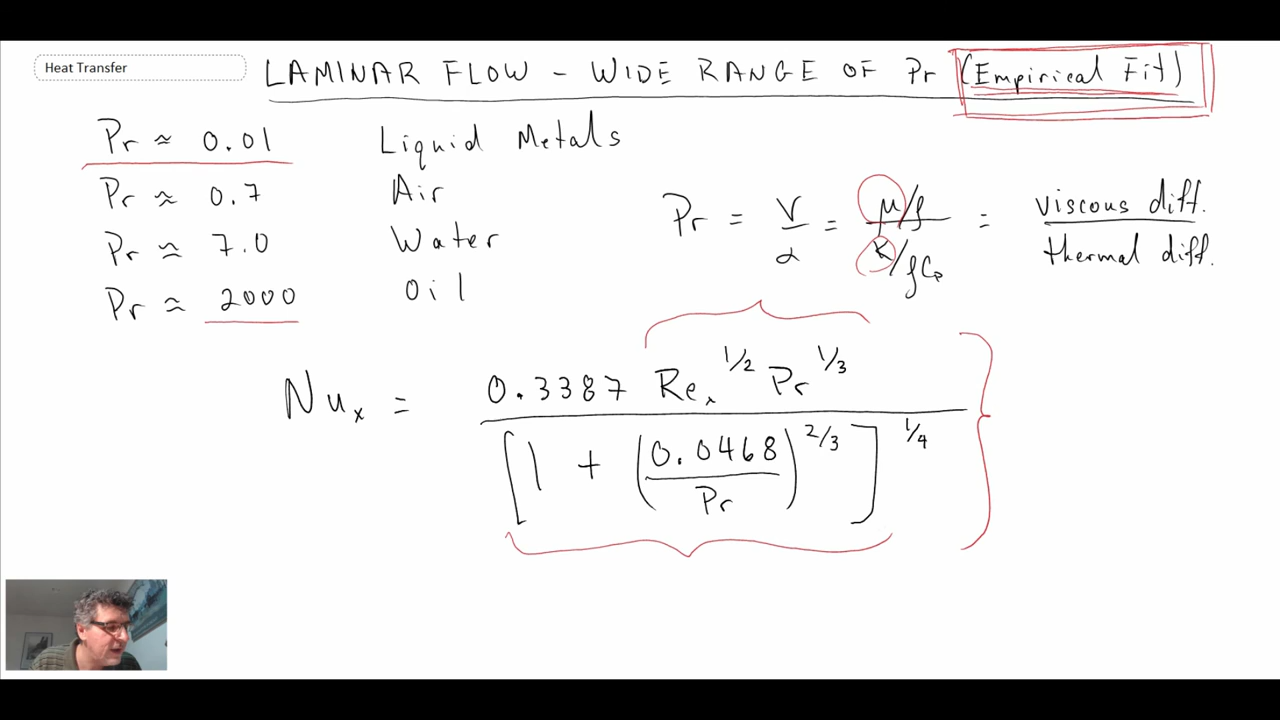 Heat Transfer
LAMINAR FLOW - WIDE RANGE OF Pr (Empirical Fit)
Pr ≈ 0.01 Liquid Metals
Pr ≈ 0.7 Air
Pr ≈ 7.0 Water
Pr ≈ 2000 Oil
Pr = ν/α = (μ/ρ)/(k/ρCp) = viscous diff. / thermal diff.
Nuₓ = 0.3387 Reₓ^1/2 Pr^1/3 / [1 + (0.0468/Pr)^2/3]^1/4